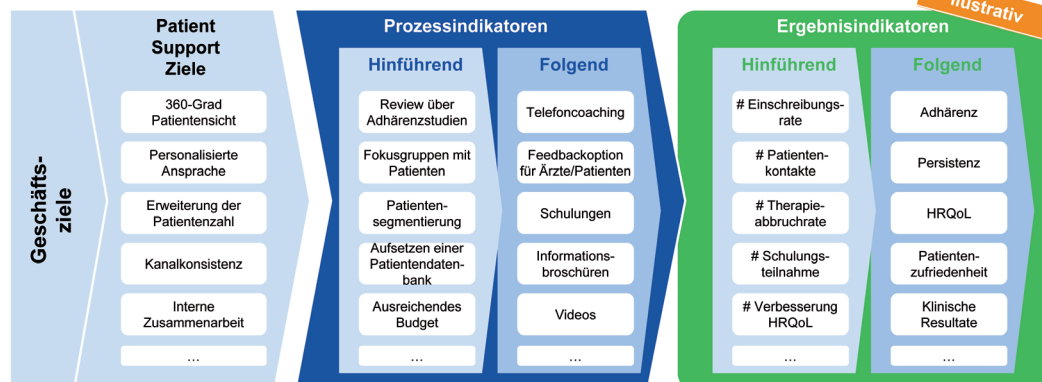 Illustrativ
Geschäfts-
ziele
Patient
Support
Ziele
360-Grad
Patientensicht
Personalisierte
Ansprache
Erweiterung der
Patientenzahl
Kanalkonsistenz
Interne
Zusammenarbeit
…
Prozessindikatoren
Hinführend
Review über
Adhärenzstudien
Fokusgruppen mit
Patienten
Patienten-
segmentierung
Aufsetzen einer
Patientendaten-
bank
Ausreichendes
Budget
…
Folgend
Telefoncoaching
Feedbackoption
für Ärzte/Patienten
Schulungen
Informations-
broschüren
Videos
…
Ergebnisindikatoren
Hinführend
# Einschreibungs-
rate
# Patienten-
kontakte
# Therapie-
abbruchrate
# Schulungs-
teilnahme
# Verbesserung
HRQoL
…
Folgend
Adhärenz
Persistenz
HRQoL
Patienten-
zufriedenheit
Klinische
Resultate
…